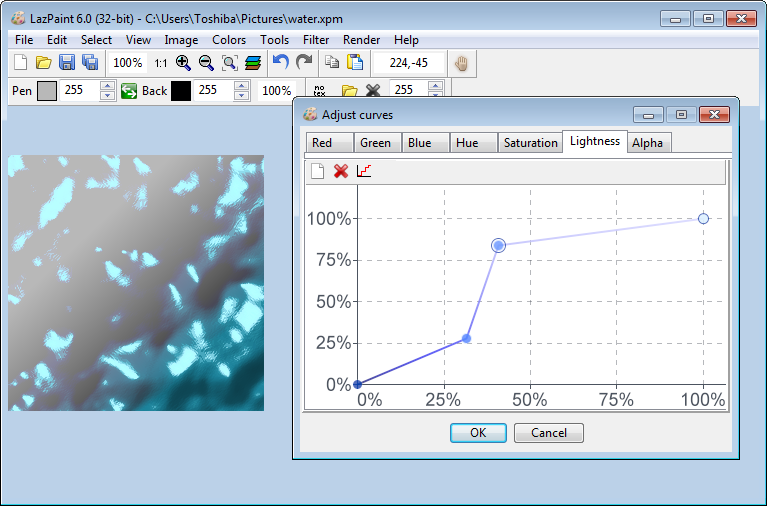 LazPaint 6.0 (32-bit) - C:\Users\Toshiba\Pictures\water.xpm
File Edit Select View Image Colors Tools Filter Render Help
100% 1:1 224,-45
Pen 255 Back 255 100% no tex 255
Adjust curves
Red Green Blue Hue Saturation Lightness Alpha
100%
75%
50%
25%
0%
0% 25% 50% 75% 100%
OK Cancel